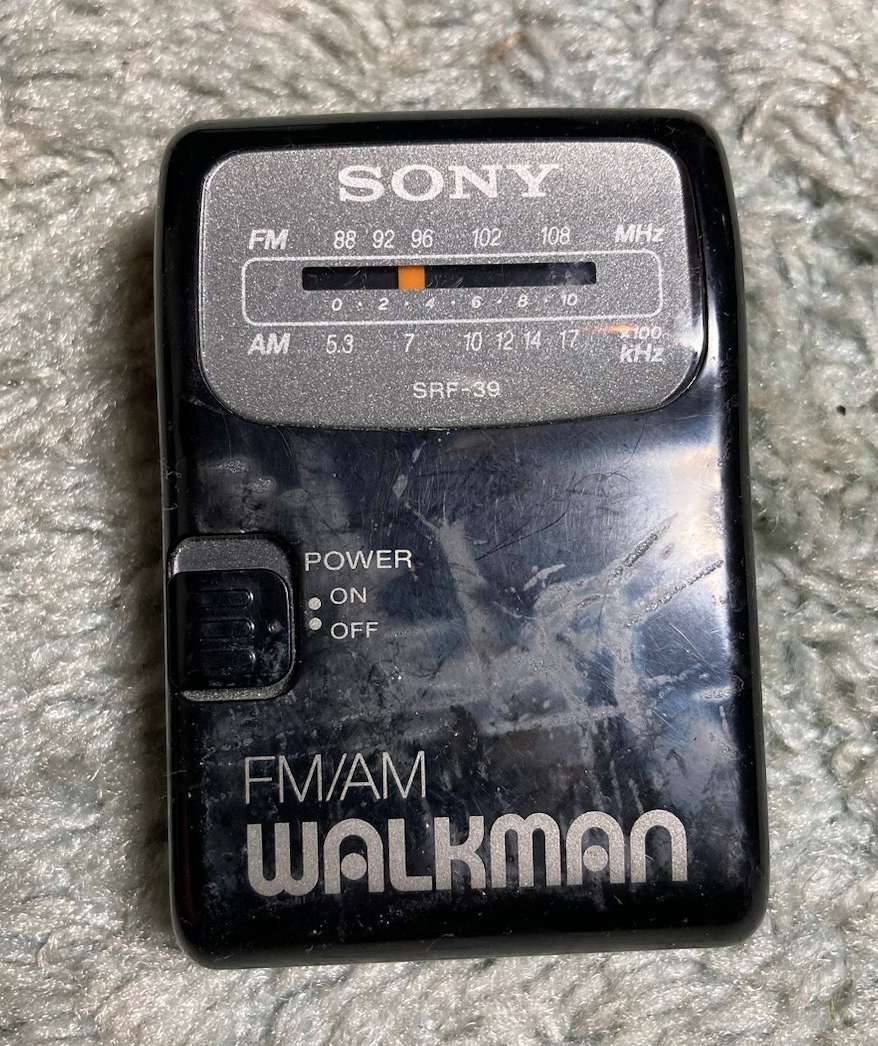 SONY
FM 88 92 96 102 108 MHz
0 · 2 · 4 · 6 · 8 · 10
AM 5.3 7 10 12 14 17 ×100
kHz
SRF-39
POWER
ON
OFF
FM/AM
WALKMAN